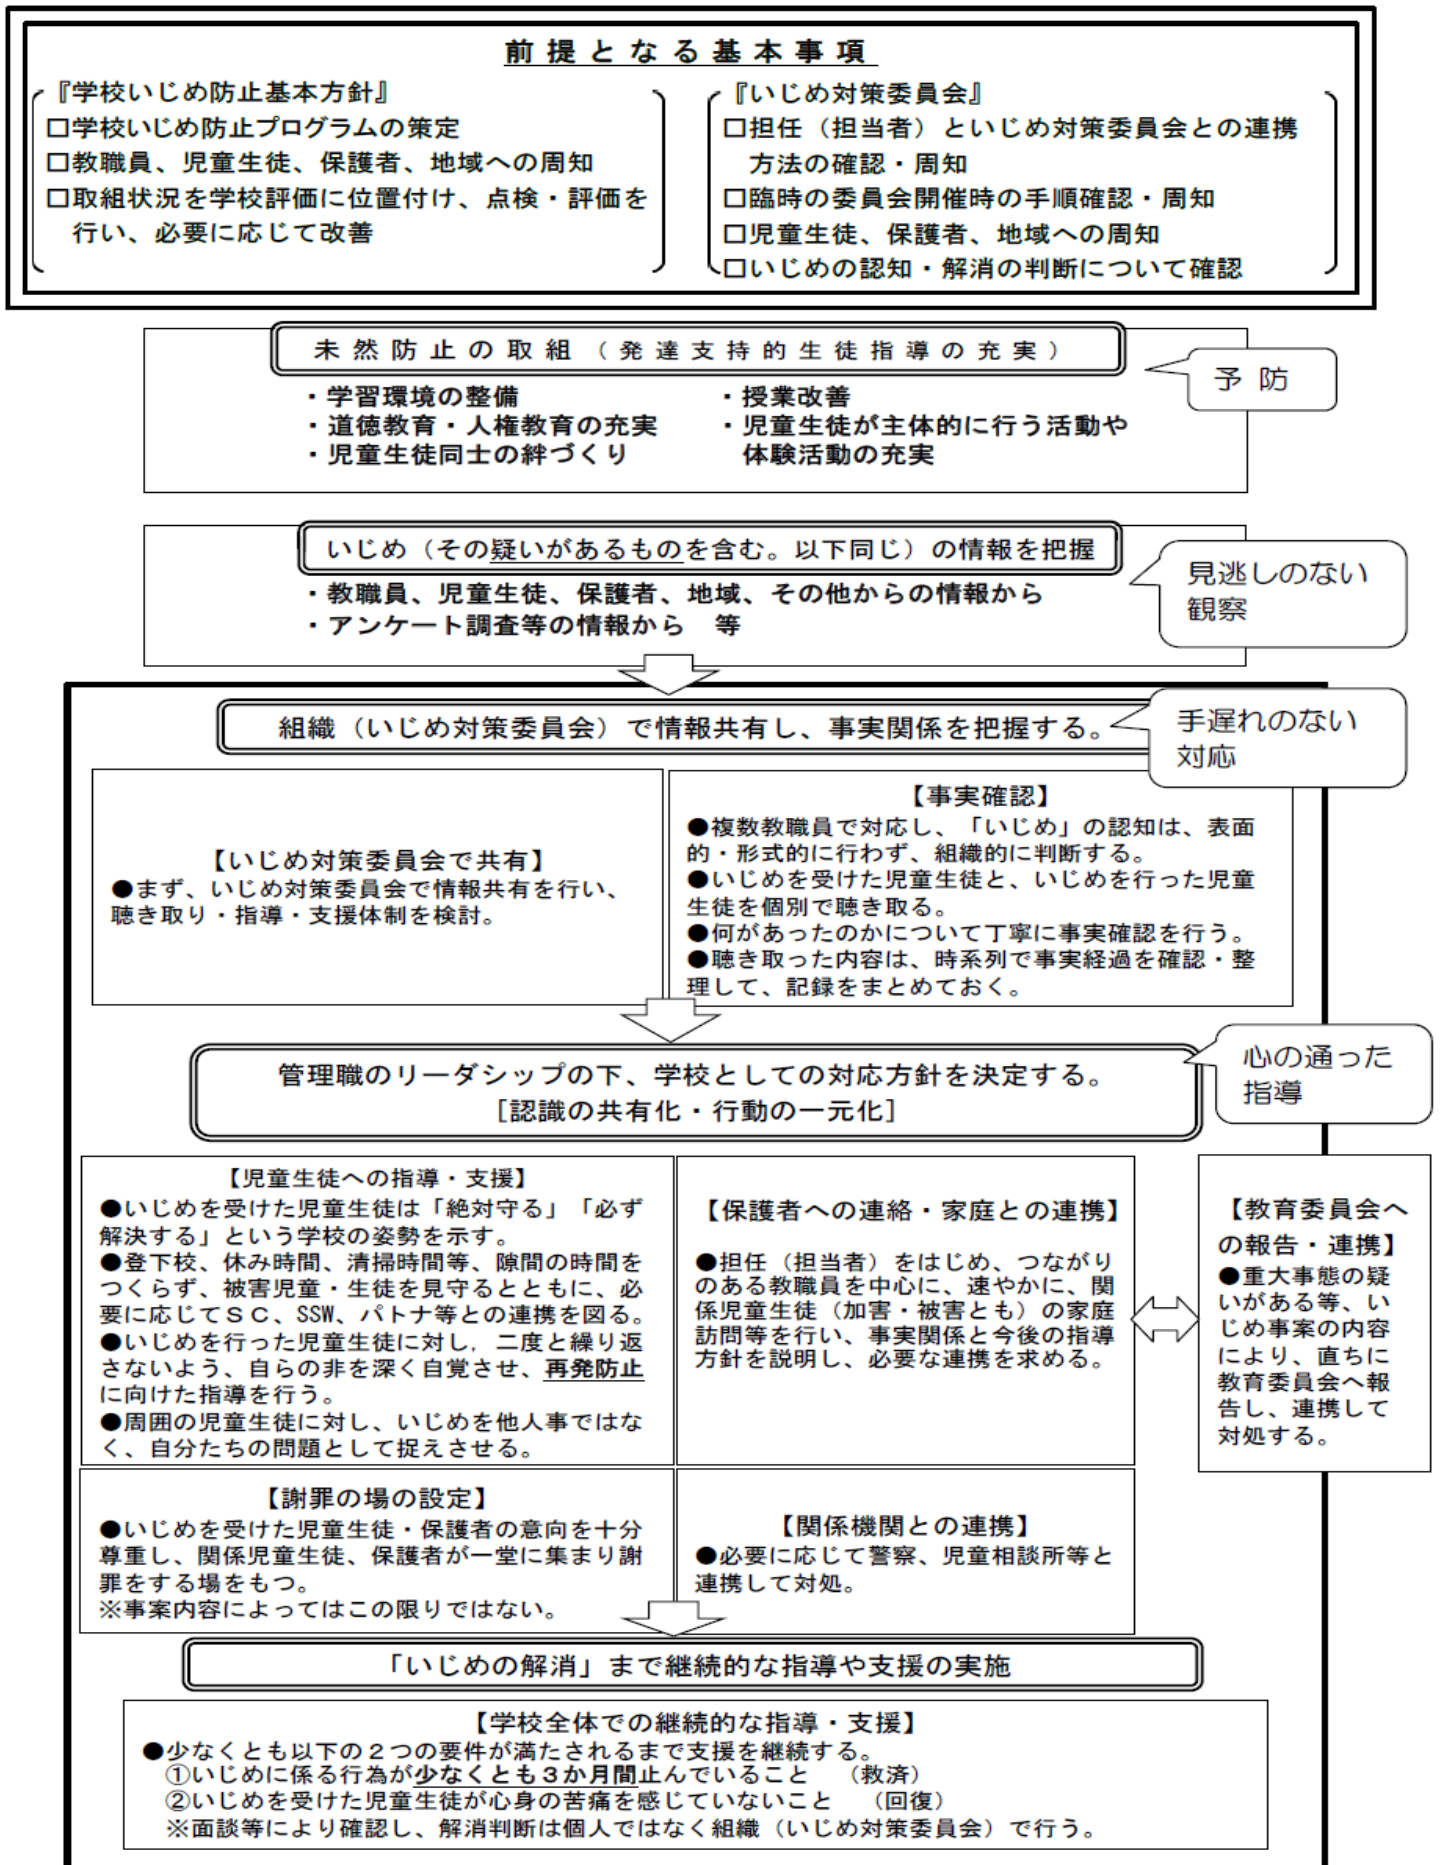 前提となる基本事項
『学校いじめ防止基本方針』
□学校いじめ防止プログラムの策定
□教職員、児童生徒、保護者、地域への周知
□取組状況を学校評価に位置付け、点検・評価を
行い、必要に応じて改善
『いじめ対策委員会』
□担任（担当者）といじめ対策委員会との連携
方法の確認・周知
□臨時の委員会開催時の手順確認・周知
□児童生徒、保護者、地域への周知
□いじめの認知・解消の判断について確認
未然防止の取組（発達支持的生徒指導の充実）
予防
・学習環境の整備
・道徳教育・人権教育の充実
・児童生徒同士の絆づくり
・授業改善
・児童生徒が主体的に行う活動や
体験活動の充実
いじめ（その疑いがあるものを含む。以下同じ）の情報を把握
見逃しのない
観察
・教職員、児童生徒、保護者、地域、その他からの情報から
・アンケート調査等の情報から　等
組織（いじめ対策委員会）で情報共有し、事実関係を把握する。
手遅れのない
対応
【いじめ対策委員会で共有】
●まず、いじめ対策委員会で情報共有を行い、
聴き取り・指導・支援体制を検討。
【事実確認】
●複数教職員で対応し、「いじめ」の認知は、表面
的・形式的に行わず、組織的に判断する。
●いじめを受けた児童生徒と、いじめを行った児童
生徒を個別で聴き取る。
●何があったのかについて丁寧に事実確認を行う。
●聴き取った内容は、時系列で事実経過を確認・整
理して、記録をまとめておく。
管理職のリーダシップの下、学校としての対応方針を決定する。
［認識の共有化・行動の一元化］
心の通った
指導
【児童生徒への指導・支援】
●いじめを受けた児童生徒は「絶対守る」「必ず
解決する」という学校の姿勢を示す。
●登下校、休み時間、清掃時間等、隙間の時間を
つくらず、被害児童・生徒を見守るとともに、必
要に応じてＳＣ、SSW、パトナ等との連携を図る。
●いじめを行った児童生徒に対し，二度と繰り返
さないよう、自らの非を深く自覚させ、再発防止
に向けた指導を行う。
●周囲の児童生徒に対し、いじめを他人事ではな
く、自分たちの問題として捉えさせる。
【保護者への連絡・家庭との連携】
●担任（担当者）をはじめ、つながり
のある教職員を中心に、速やかに、関
係児童生徒（加害・被害とも）の家庭
訪問等を行い、事実関係と今後の指導
方針を説明し、必要な連携を求める。
【教育委員会へ
の報告・連携】
●重大事態の疑
いがある等、い
じめ事案の内容
により、直ちに
教育委員会へ報
告し、連携して
対処する。
【謝罪の場の設定】
●いじめを受けた児童生徒・保護者の意向を十分
尊重し、関係児童生徒、保護者が一堂に集まり謝
罪をする場をもつ。
※事案内容によってはこの限りではない。
【関係機関との連携】
●必要に応じて警察、児童相談所等と
連携して対処。
「いじめの解消」まで継続的な指導や支援の実施
【学校全体での継続的な指導・支援】
●少なくとも以下の２つの要件が満たされるまで支援を継続する。
①いじめに係る行為が少なくとも３か月間止んでいること　（救済）
②いじめを受けた児童生徒が心身の苦痛を感じていないこと　（回復）
※面談等により確認し、解消判断は個人ではなく組織（いじめ対策委員会）で行う。